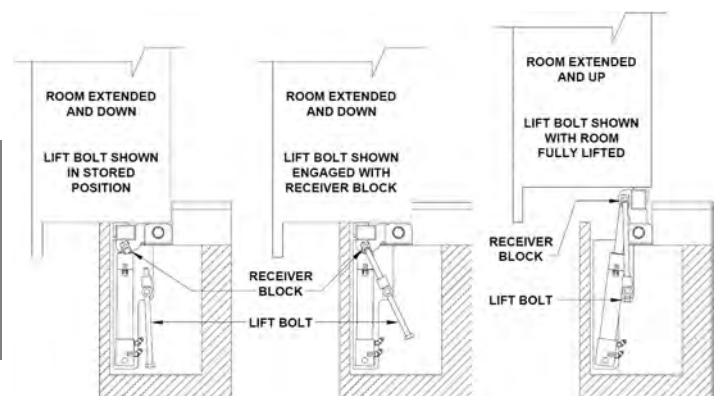 ROOM EXTENDED
AND DOWN
LIFT BOLT SHOWN
IN STORED
POSITION
ROOM EXTENDED
AND DOWN
LIFT BOLT SHOWN
ENGAGED WITH
RECEIVER BLOCK
RECEIVER
BLOCK
LIFT BOLT
ROOM EXTENDED
AND UP
LIFT BOLT SHOWN
WITH ROOM
FULLY LIFTED
RECEIVER
BLOCK
LIFT BOLT